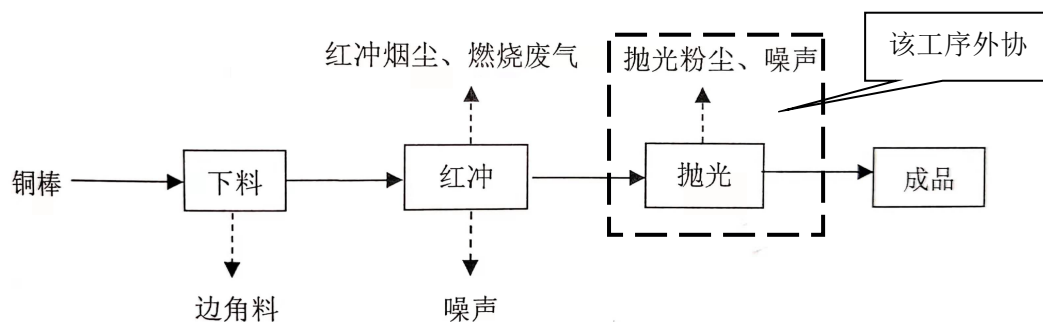 红冲烟尘、燃烧废气
抛光粉尘、噪声
该工序外协
铜棒
下料
红冲
抛光
成品
边角料
噪声